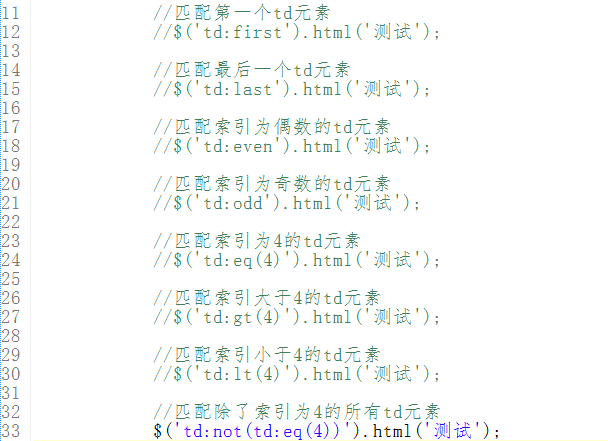 11 //匹配第一个td元素
12 //$('td:first').html('测试');
13
14 //匹配最后一个td元素
15 //$('td:last').html('测试');
16
17 //匹配索引为偶数的td元素
18 //$('td:even').html('测试');
19
20 //匹配索引为奇数的td元素
21 //$('td:odd').html('测试');
22
23 //匹配索引为4的td元素
24 //$('td:eq(4)').html('测试');
25
26 //匹配索引大于4的td元素
27 //$('td:gt(4)').html('测试');
28
29 //匹配索引小于4的td元素
30 //$('td:lt(4)').html('测试');
31
32 //匹配除了索引为4的所有td元素
33 $('td:not(td:eq(4))').html('测试');